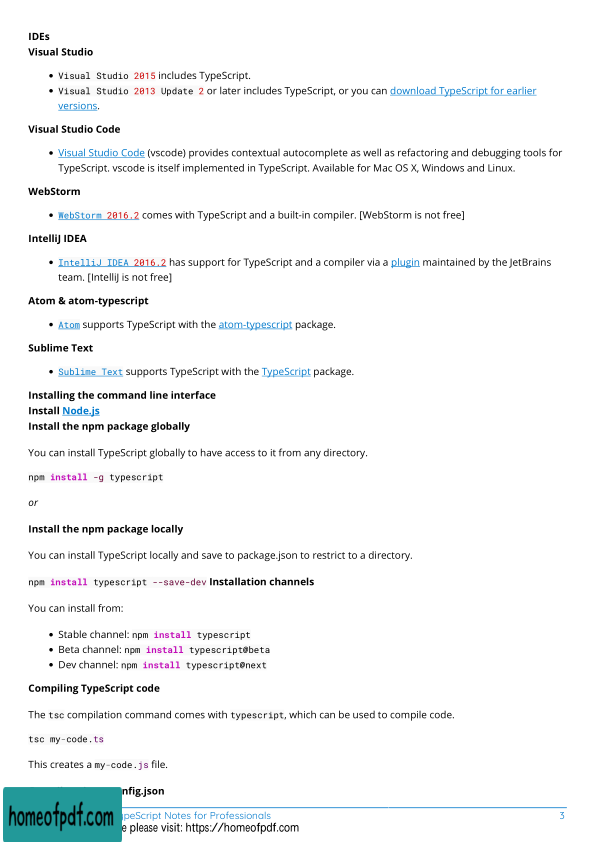 IDEs
Visual Studio
• Visual Studio 2015 includes TypeScript.
• Visual Studio 2013 Update 2 or later includes TypeScript, or you can download TypeScript for earlier
versions.
Visual Studio Code
• Visual Studio Code (vscode) provides contextual autocomplete as well as refactoring and debugging tools for
TypeScript. vscode is itself implemented in TypeScript. Available for Mac OS X, Windows and Linux.
WebStorm
• WebStorm 2016.2 comes with TypeScript and a built-in compiler. [WebStorm is not free]
IntelliJ IDEA
• IntelliJ IDEA 2016.2 has support for TypeScript and a compiler via a plugin maintained by the JetBrains
team. [IntelliJ is not free]
Atom & atom-typescript
• Atom supports TypeScript with the atom-typescript package.
Sublime Text
• Sublime Text supports TypeScript with the TypeScript package.
Installing the command line interface
Install Node.js
Install the npm package globally
You can install TypeScript globally to have access to it from any directory.
npm install -g typescript
or
Install the npm package locally
You can install TypeScript locally and save to package.json to restrict to a directory.
npm install typescript --save-dev Installation channels
You can install from:
• Stable channel: npm install typescript
• Beta channel: npm install typescript@beta
• Dev channel: npm install typescript@next
Compiling TypeScript code
The tsc compilation command comes with typescript, which can be used to compile code.
tsc my-code.ts
This creates a my-code.js file.
nfig.json
homeofpdf.com
ypeScript Notes for Professionals 3
e please visit: https://homeofpdf.com